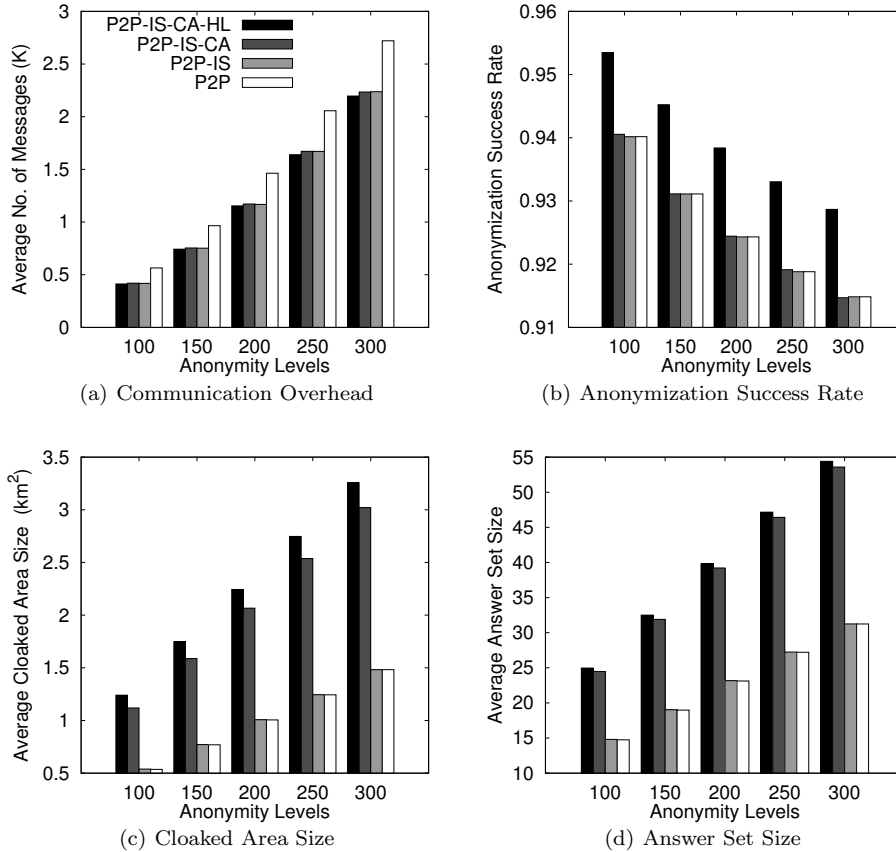 P2P-IS-CA-HL
P2P-IS-CA
P2P-IS
P2P
Average No. of Messages (K)
3
2.5
2
1.5
1
0.5
0
100 150 200 250 300
Anonymity Levels
(a) Communication Overhead
Anonymization Success Rate
0.96
0.95
0.94
0.93
0.92
0.91
100 150 200 250 300
Anonymity Levels
(b) Anonymization Success Rate
Average Cloaked Area Size (km²)
3.5
3
2.5
2
1.5
1
0.5
100 150 200 250 300
Anonymity Levels
(c) Cloaked Area Size
Average Answer Set Size
55
50
45
40
35
30
25
20
15
10
100 150 200 250 300
Anonymity Levels
(d) Answer Set Size